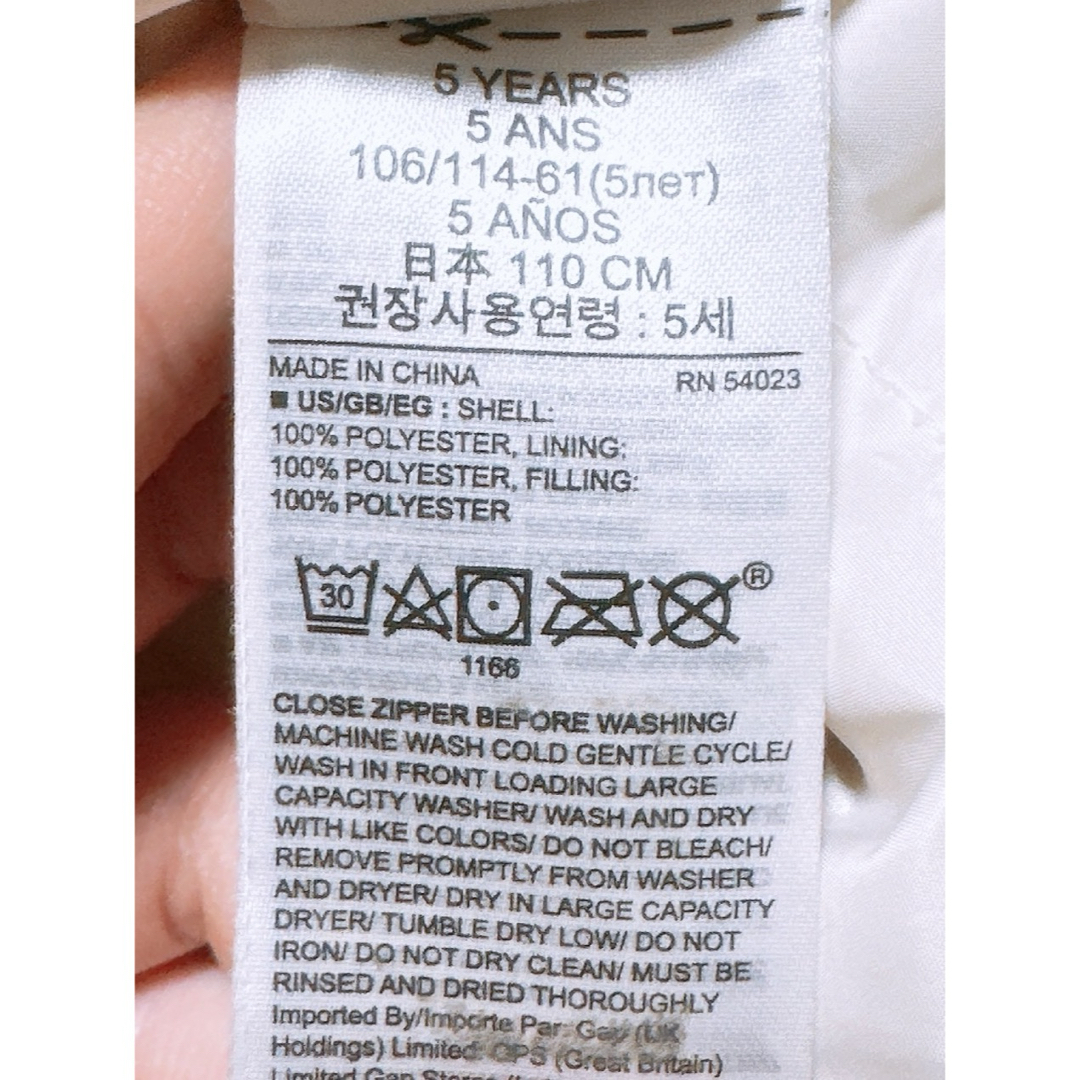 5 YEARS
5 ANS
106/114-61(5лет)
5 AÑOS
日本 110 CM
권장사용연령 : 5세
MADE IN CHINA RN 54023
■ US/GB/EG : SHELL:
100% POLYESTER, LINING:
100% POLYESTER, FILLING:
100% POLYESTER
30 ®
1166
CLOSE ZIPPER BEFORE WASHING/
MACHINE WASH COLD GENTLE CYCLE/
WASH IN FRONT LOADING LARGE
CAPACITY WASHER/ WASH AND DRY
WITH LIKE COLORS/ DO NOT BLEACH/
REMOVE PROMPTLY FROM WASHER
AND DRYER/ DRY IN LARGE CAPACITY
DRYER/ TUMBLE DRY LOW/ DO NOT
IRON/ DO NOT DRY CLEAN/ MUST BE
RINSED AND DRIED THOROUGHLY
Imported By/Importe Par: Gap (UK
Holdings) Limited: GPS (Great Britain)
Limited Gap Stores